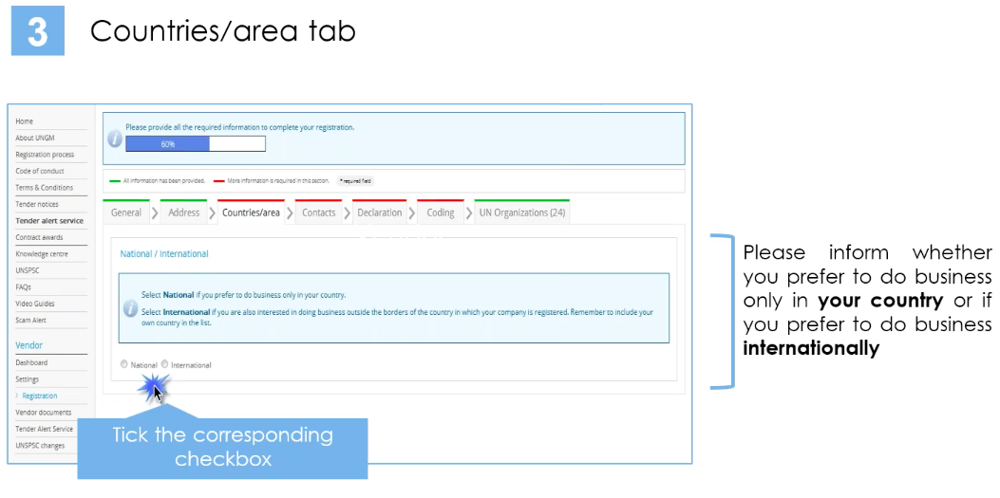 3 Countries/area tab
Home
About UNGM
Registration process
Code of conduct
Terms & Conditions
Tender notices
Tender alert service
Contract awards
Knowledge centre
UNSPSC
FAQs
Video Guides
Scam Alert
Vendor
Dashboard
Settings
Registration
Vendor documents
Tender Alert Service
UNSPSC changes
Please provide all the required information to complete your registration.
60%
All information has been provided. More information is required in this section. * required field
General Address Countries/area Contacts Declaration Coding UN Organizations (24)
National / International
Select National if you prefer to do business only in your country.
Select International if you are also interested in doing business outside the borders of the country in which your company is registered. Remember to include your
own country in the list.
National International
Tick the corresponding
checkbox
Please inform whether
you prefer to do business
only in your country or if
you prefer to do business
internationally